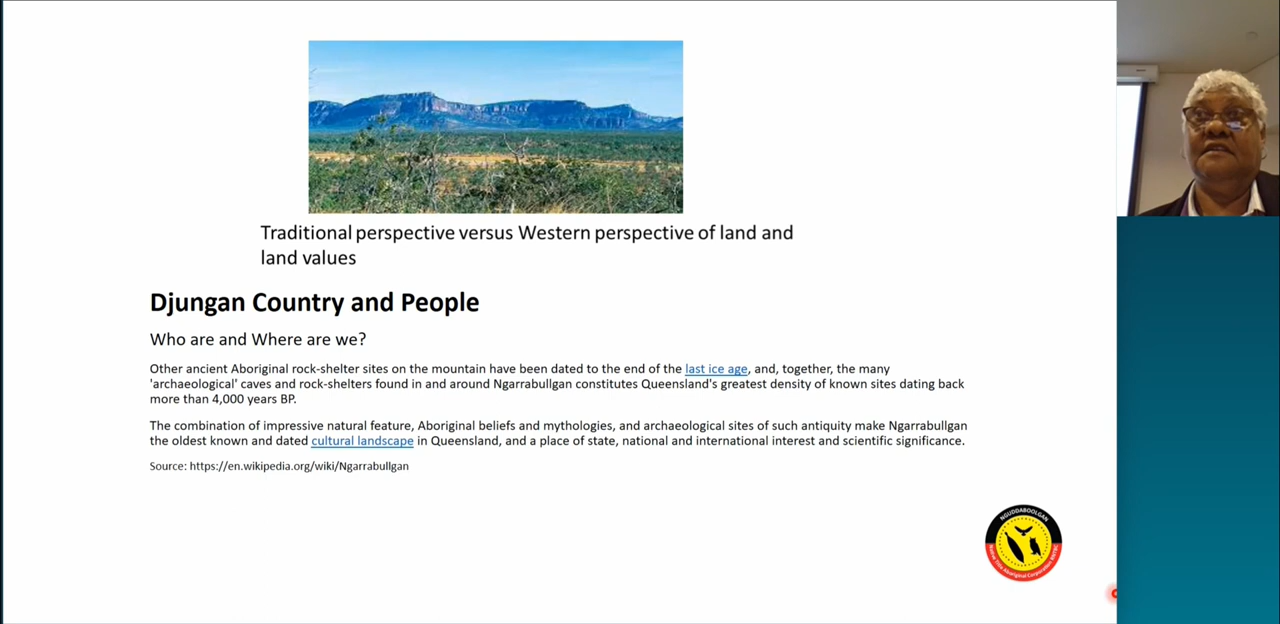 Traditional perspective versus Western perspective of land and
land values
Djungan Country and People
Who are and Where are we?
Other ancient Aboriginal rock-shelter sites on the mountain have been dated to the end of the last ice age, and, together, the many
'archaeological' caves and rock-shelters found in and around Ngarrabullgan constitutes Queensland's greatest density of known sites dating back
more than 4,000 years BP.
The combination of impressive natural feature, Aboriginal beliefs and mythologies, and archaeological sites of such antiquity make Ngarrabullgan
the oldest known and dated cultural landscape in Queensland, and a place of state, national and international interest and scientific significance.
Source: https://en.wikipedia.org/wiki/Ngarrabullgan
NGUDDABOOLGAN
Native Title Aboriginal Corporation RNTBC